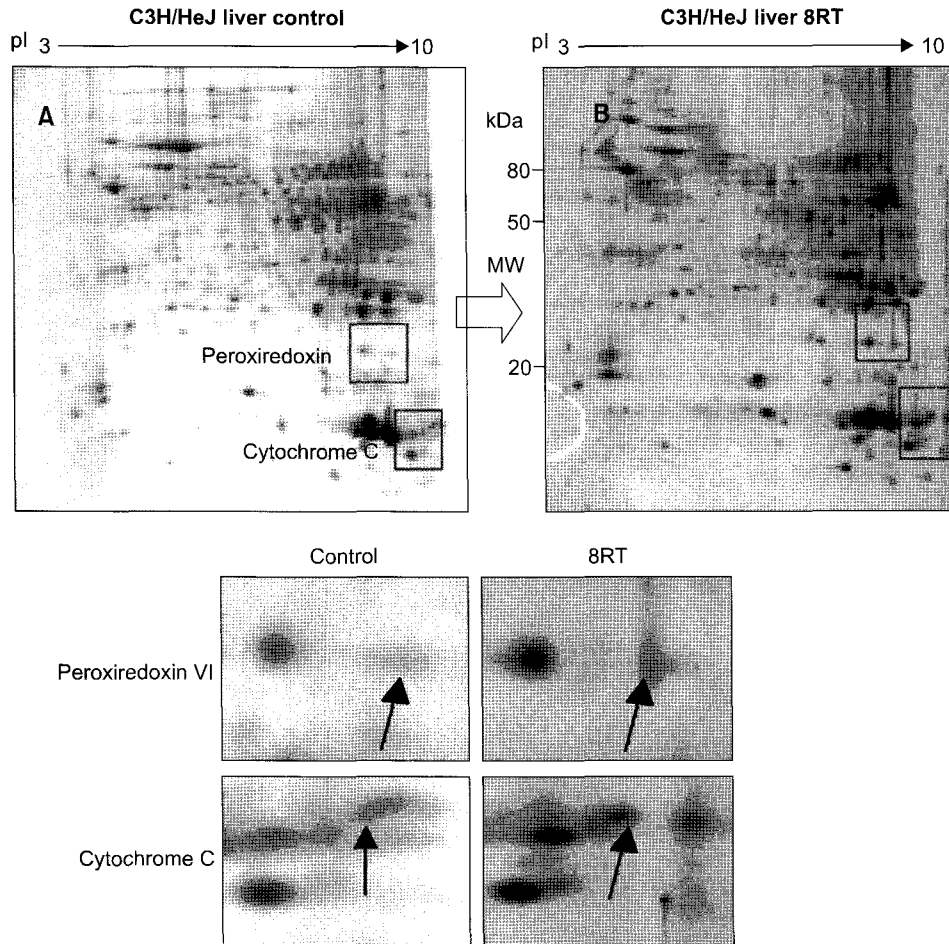 C3H/HeJ liver control
pI 3 10
A
Peroxiredoxin
Cytochrome C
C3H/HeJ liver 8RT
pI 3 10
kDa
B
80
50
MW
20
Control 8RT
Peroxiredoxin VI
Cytochrome C